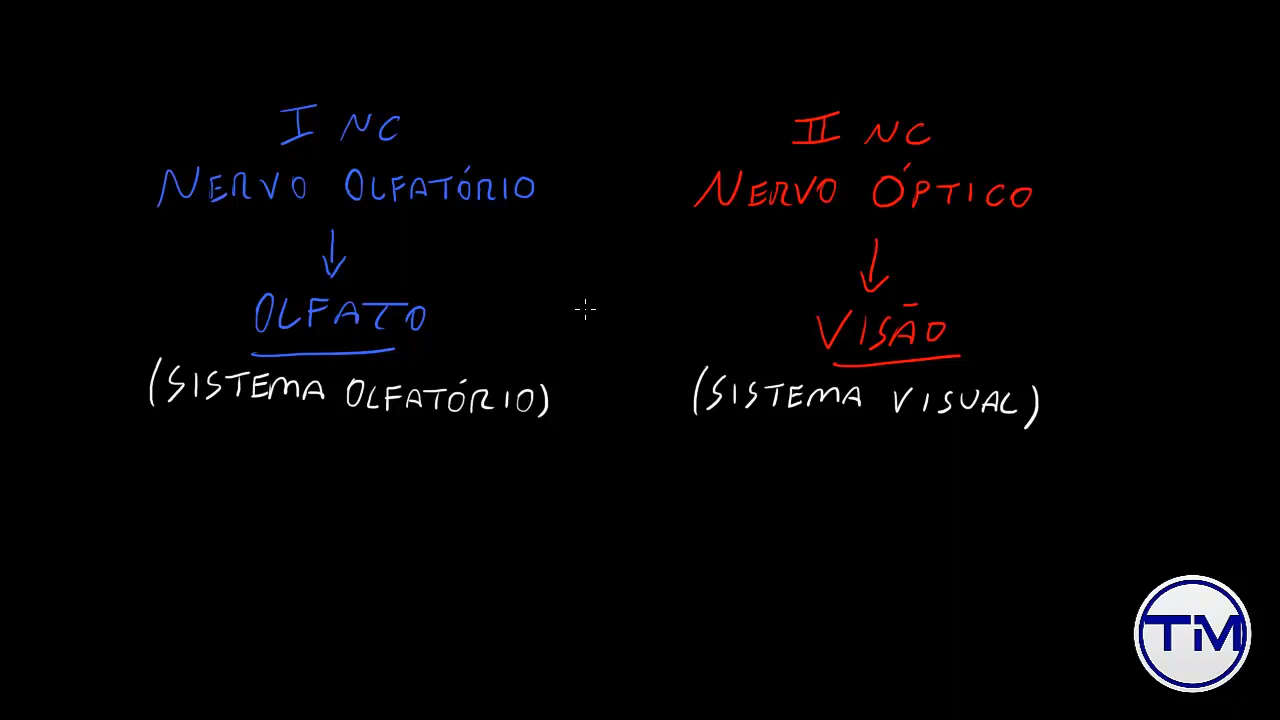 I NC
NERVO OLFATÓRIO
OLFATO
(SISTEMA OLFATÓRIO)
II NC
NERVO ÓPTICO
VISÃO
(SISTEMA VISUAL)
TM